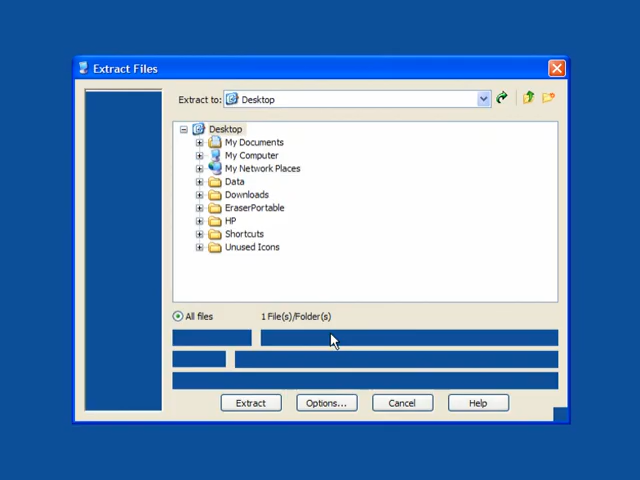 Extract Files
Extract to: Desktop
Desktop
My Documents
My Computer
My Network Places
Data
Downloads
EraserPortable
HP
Shortcuts
Unused Icons
All files 1 File(s)/Folder(s)
Extract Options... Cancel Help